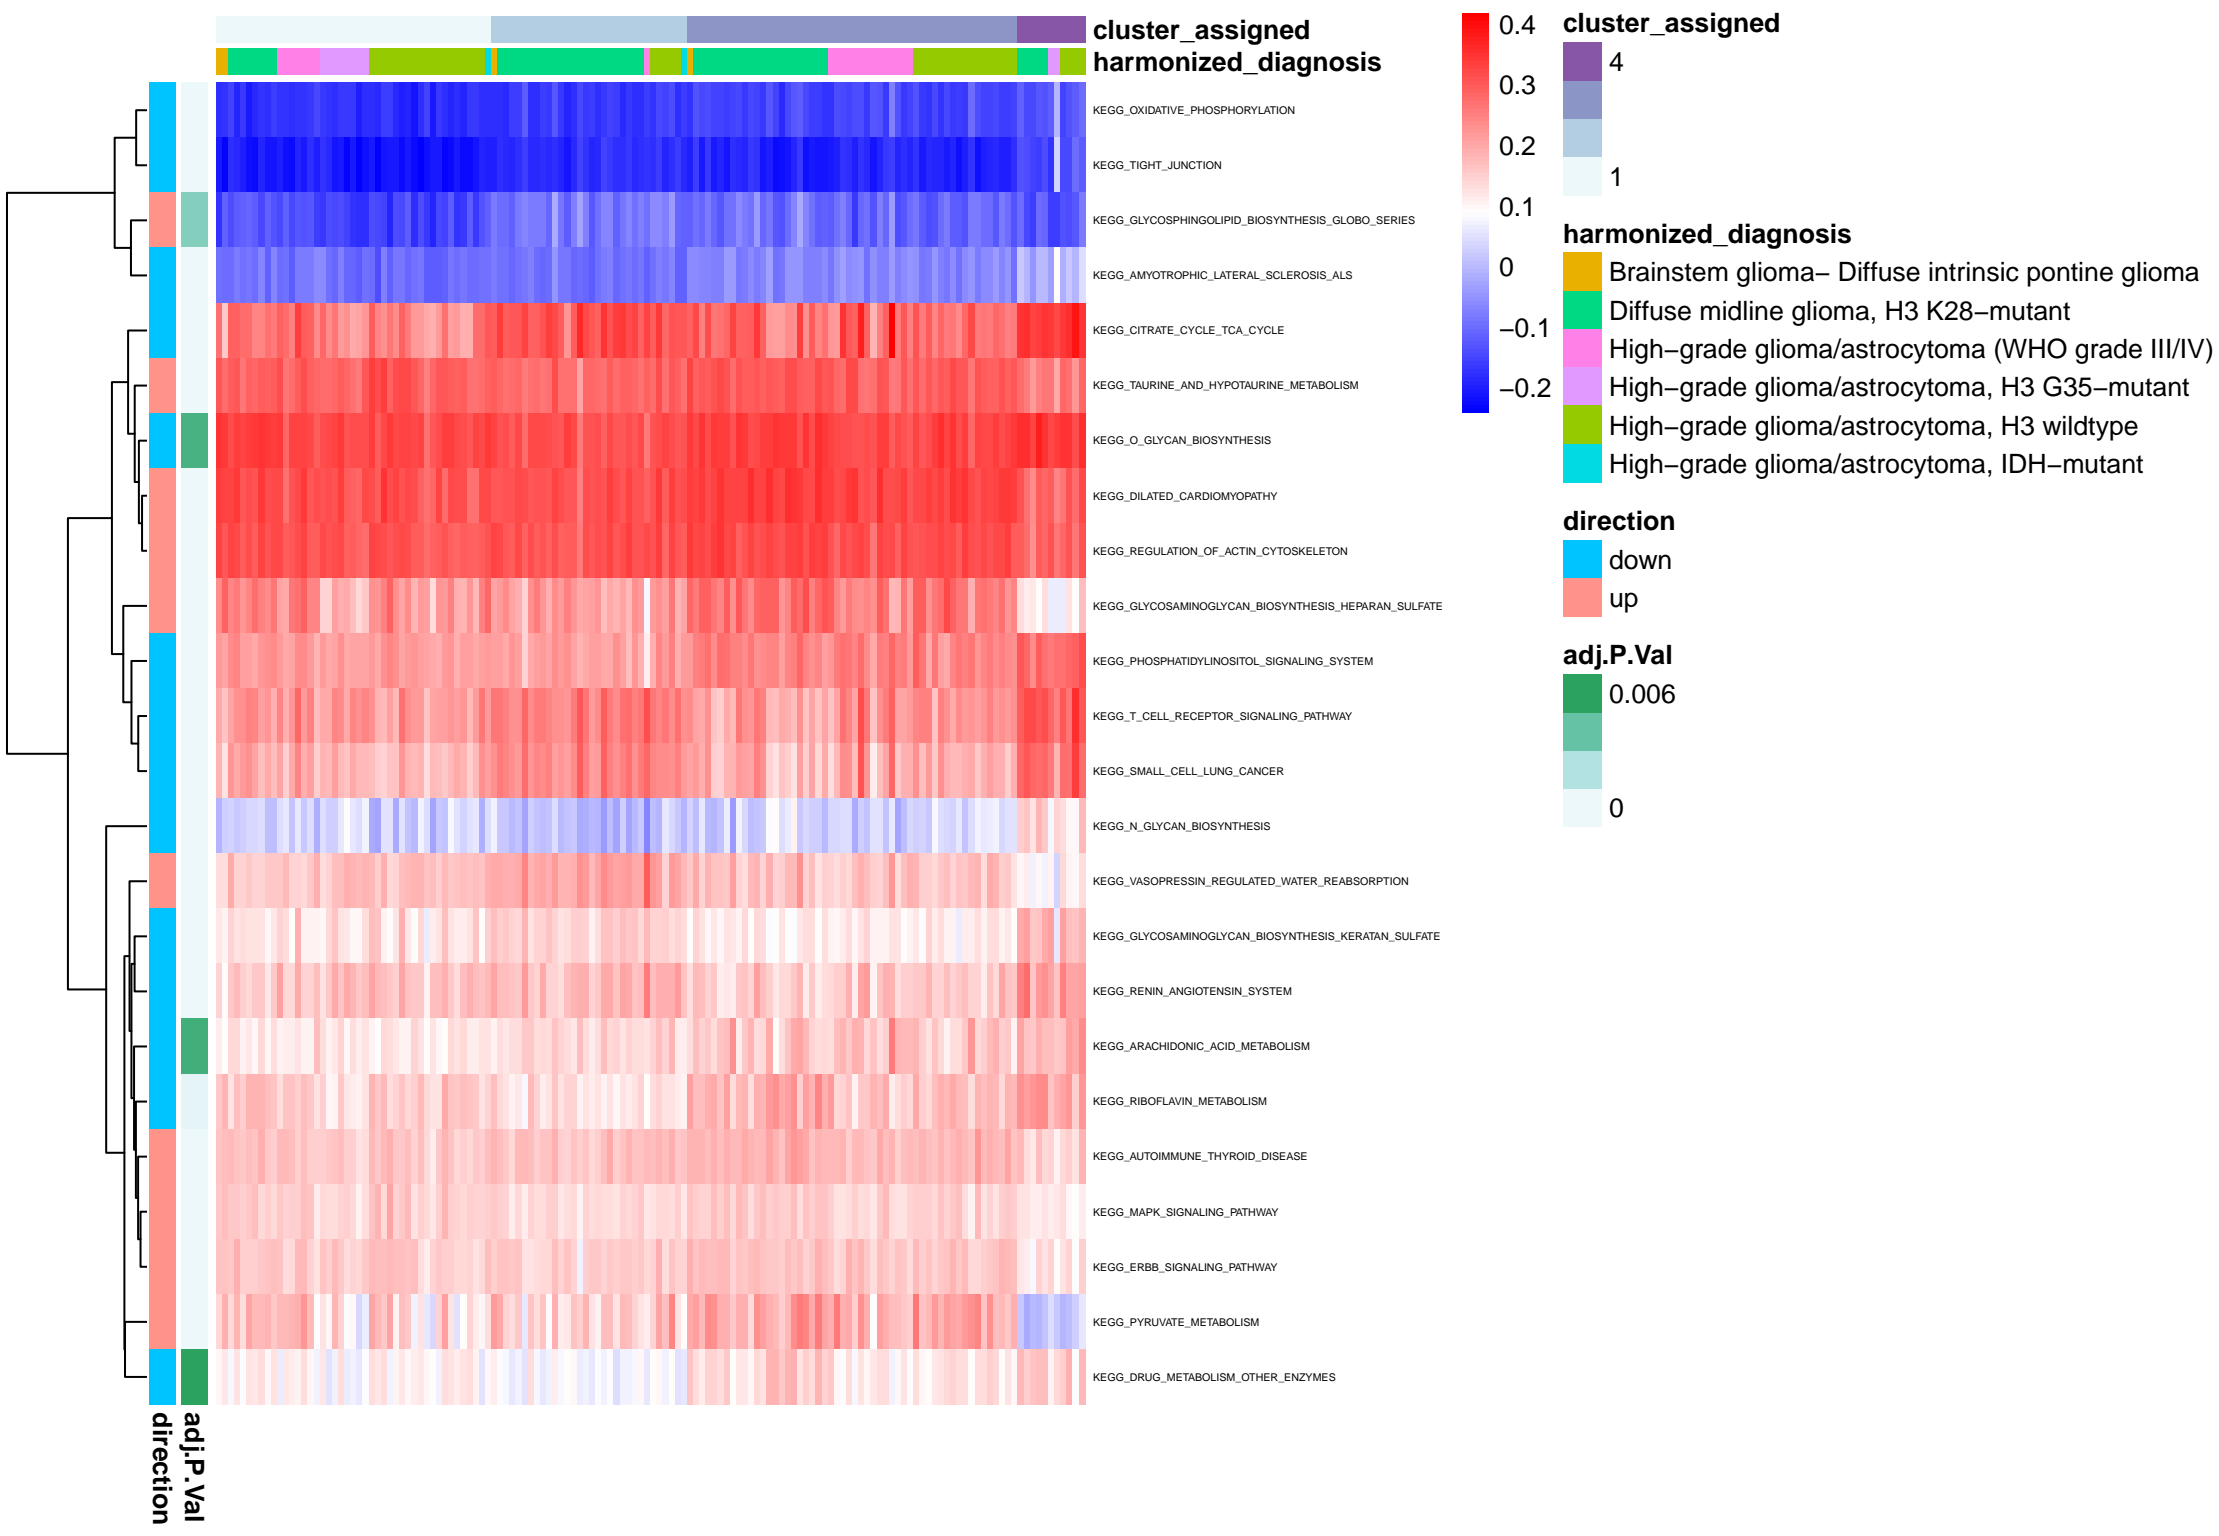 cluster_assigned
harmonized_diagnosis
KEGG_OXIDATIVE_PHOSPHORYLATION
KEGG_TIGHT_JUNCTION
KEGG_GLYCOSPHINGOLIPID_BIOSYNTHESIS_GLOBO_SERIES
KEGG_AMYOTROPHIC_LATERAL_SCLEROSIS_ALS
KEGG_CITRATE_CYCLE_TCA_CYCLE
KEGG_TAURINE_AND_HYPOTAURINE_METABOLISM
KEGG_O_GLYCAN_BIOSYNTHESIS
KEGG_DILATED_CARDIOMYOPATHY
KEGG_REGULATION_OF_ACTIN_CYTOSKELETON
KEGG_GLYCOSAMINOGLYCAN_BIOSYNTHESIS_HEPARAN_SULFATE
KEGG_PHOSPHATIDYLINOSITOL_SIGNALING_SYSTEM
KEGG_T_CELL_RECEPTOR_SIGNALING_PATHWAY
KEGG_SMALL_CELL_LUNG_CANCER
KEGG_N_GLYCAN_BIOSYNTHESIS
KEGG_VASOPRESSIN_REGULATED_WATER_REABSORPTION
KEGG_GLYCOSAMINOGLYCAN_BIOSYNTHESIS_KERATAN_SULFATE
KEGG_RENIN_ANGIOTENSIN_SYSTEM
KEGG_ARACHIDONIC_ACID_METABOLISM
KEGG_RIBOFLAVIN_METABOLISM
KEGG_AUTOIMMUNE_THYROID_DISEASE
KEGG_MAPK_SIGNALING_PATHWAY
KEGG_ERBB_SIGNALING_PATHWAY
KEGG_PYRUVATE_METABOLISM
KEGG_DRUG_METABOLISM_OTHER_ENZYMES
direction
adj.P.Val
0.4
0.3
0.2
0.1
0
−0.1
−0.2
cluster_assigned
4
1
harmonized_diagnosis
Brainstem glioma− Diffuse intrinsic pontine glioma
Diffuse midline glioma, H3 K28−mutant
High−grade glioma/astrocytoma (WHO grade III/IV)
High−grade glioma/astrocytoma, H3 G35−mutant
High−grade glioma/astrocytoma, H3 wildtype
High−grade glioma/astrocytoma, IDH−mutant
direction
down
up
adj.P.Val
0.006
0